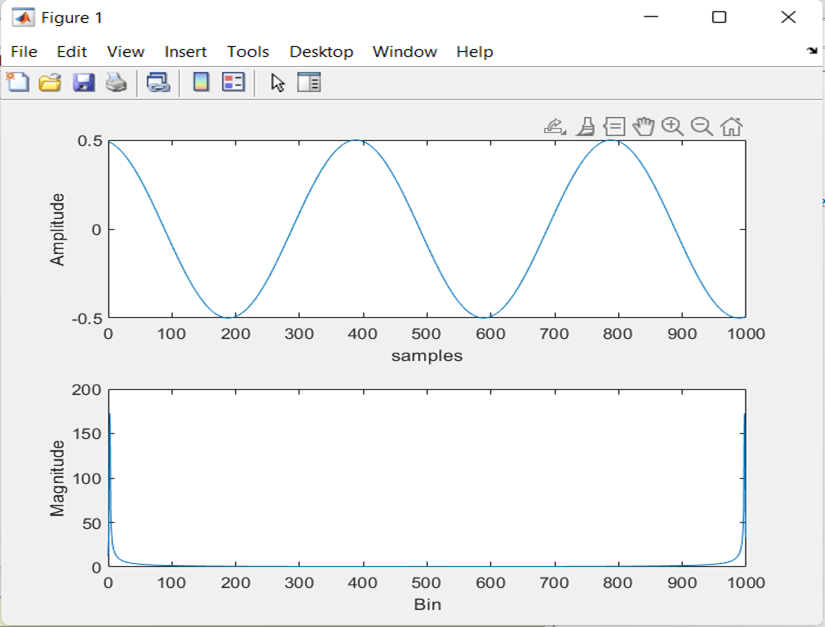 Figure 1
File Edit View Insert Tools Desktop Window Help
0.5
0
-0.5
Amplitude
0 100 200 300 400 500 600 700 800 900 1000
samples
200
150
100
50
0
Magnitude
0 100 200 300 400 500 600 700 800 900 1000
Bin